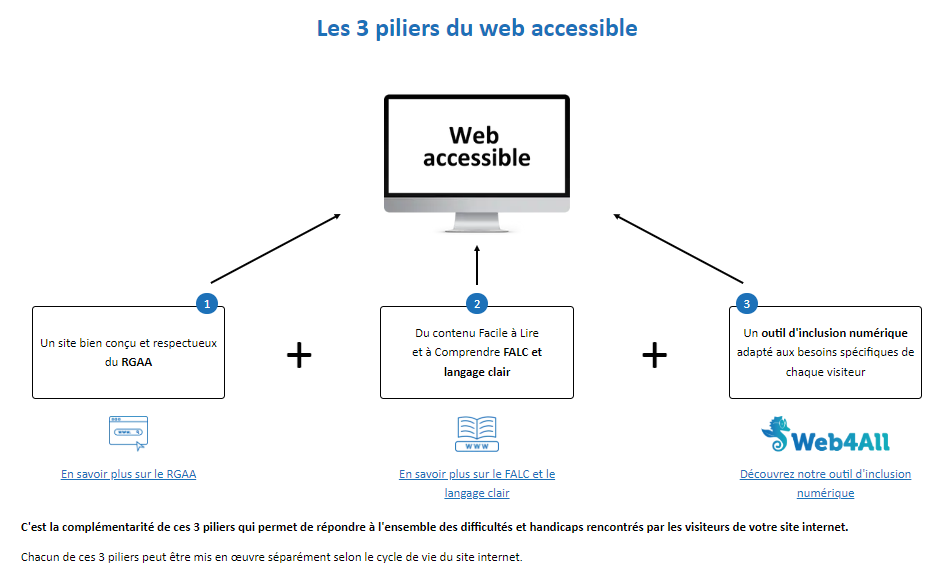 Les 3 piliers du web accessible
Web
accessible
1
Un site bien conçu et respectueux
du RGAA
+
2
Du contenu Facile à Lire
et à Comprendre FALC et
langage clair
+
3
Un outil d'inclusion numérique
adapté aux besoins spécifiques de
chaque visiteur
www.
En savoir plus sur le RGAA
WWW
En savoir plus sur le FALC et le
langage clair
Web4All
Découvrez notre outil d'inclusion
numérique
C'est la complémentarité de ces 3 piliers qui permet de répondre à l'ensemble des difficultés et handicaps rencontrés par les visiteurs de votre site internet.
Chacun de ces 3 piliers peut être mis en œuvre séparément selon le cycle de vie du site internet.